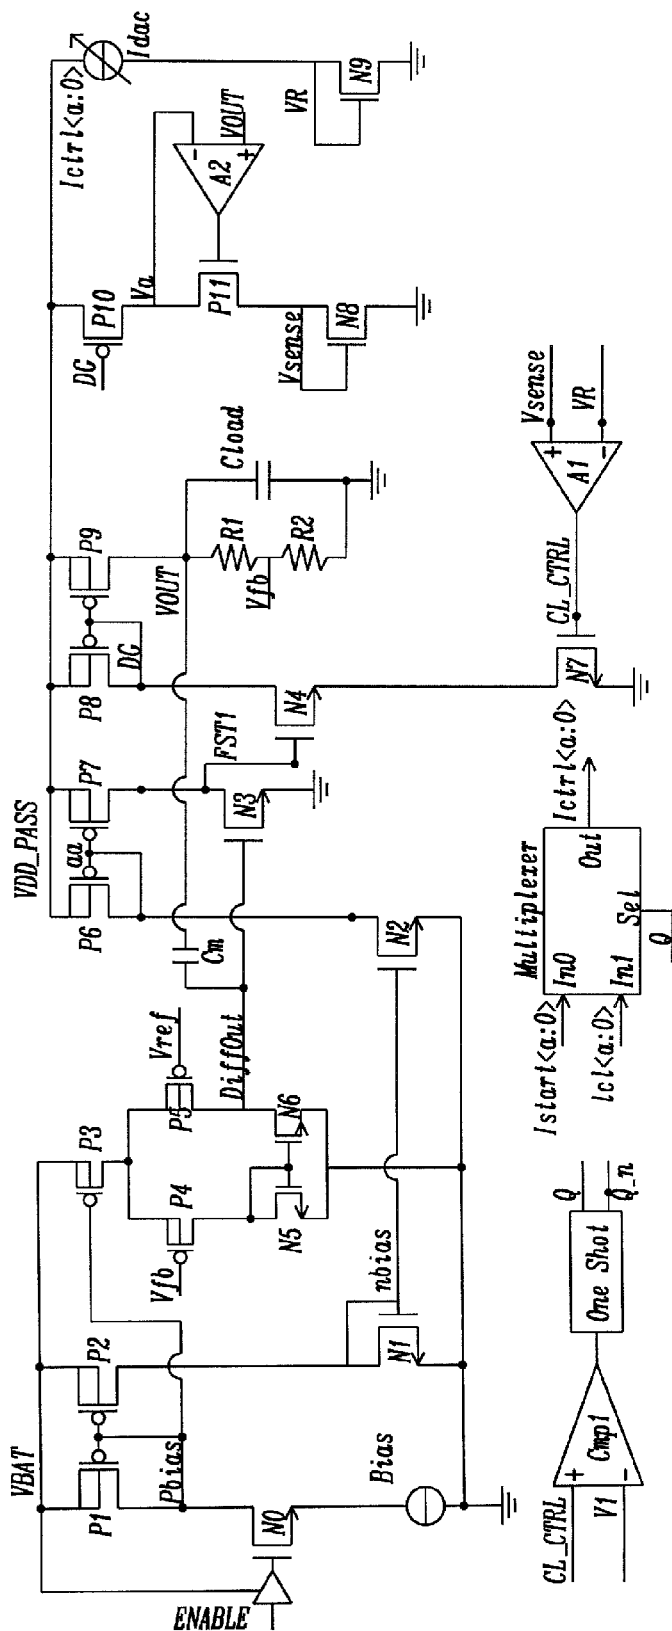 VBAT
P1
P2
P3
Pbias
N0
ENABLE
Bias
N1
nbias
Vfb
P4
P5
Vref
N5
N6
DiffOut
Cm
N2
VDD_PASS
P6
aa
P7
N3
FST1
P8
DG
P9
N4
VOUT
R1
Vfb
R2
Cload
DG
P10
Va
P11
Vsense
N8
A2
-
+
VOUT
Ictrl<a:0>
Idac
VR
N9
CL_CTRL
V1
+
-
Cmp1
One Shot
Q
Q_n
Multiplexer
Istart<a:0>
In0
lcl<a:0>
In1
Out
Sel
Q
Ictrl<a:0>
N7
CL_CTRL
A1
+
-
Vsense
VR